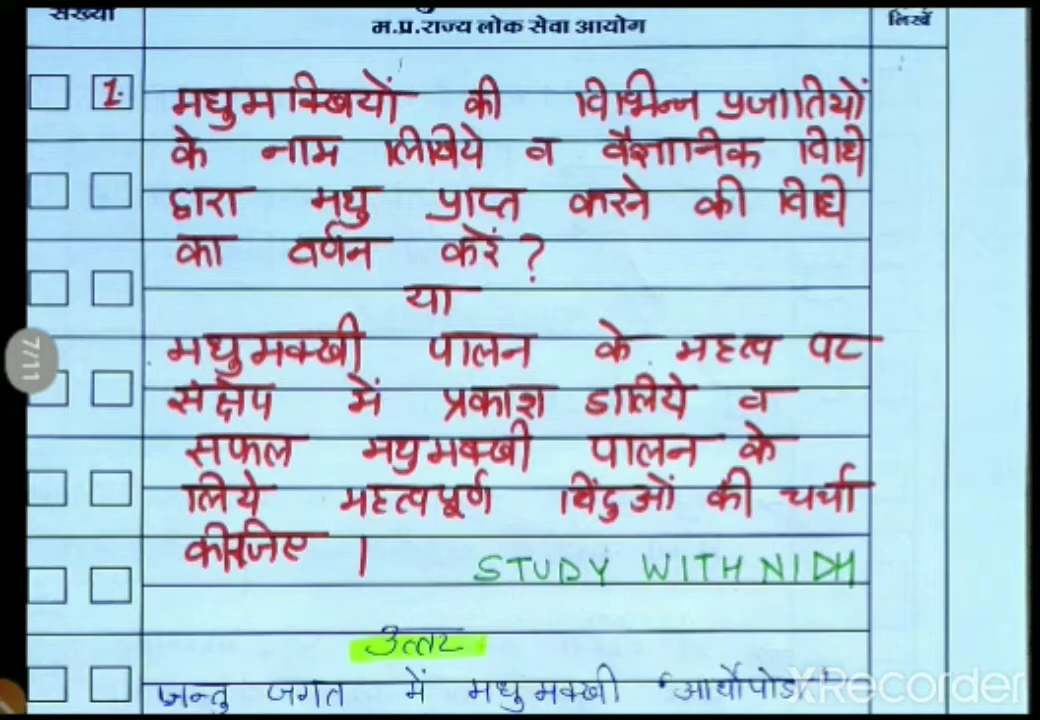 संख्या
म.प्र.राज्य लोक सेवा आयोग
लिखें
1. मधुमक्खियों की विभिन्न प्रजातियों
के नाम लिखिये व वैज्ञानिक विधि
द्वारा मधु प्राप्त करने की विधि
का वर्णन करें ?
या
मधुमक्खी पालन के महत्व पर
संक्षेप में प्रकाश डालिये व
सफल मधुमक्खी पालन के
लिये महत्वपूर्ण बिंदुओं की चर्चा
कीजिए ।
7/11
STUDY WITH NIDH
उत्तर
जन्तु जगत में मधुमक्खी "आर्थोपोडा"
XRecorder